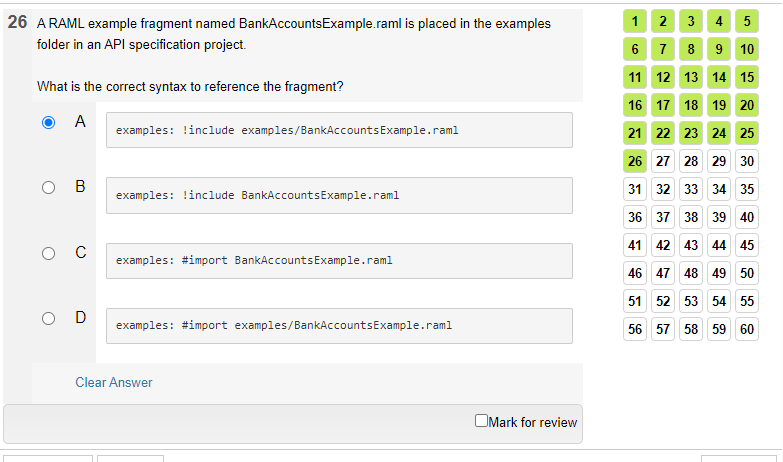 26 A RAML example fragment named BankAccountsExample.raml is placed in the examples
folder in an API specification project.
What is the correct syntax to reference the fragment?
A examples: !include examples/BankAccountsExample.raml
B examples: !include BankAccountsExample.raml
C examples: #import BankAccountsExample.raml
D examples: #import examples/BankAccountsExample.raml
Clear Answer
Mark for review
1 2 3 4 5
6 7 8 9 10
11 12 13 14 15
16 17 18 19 20
21 22 23 24 25
26 27 28 29 30
31 32 33 34 35
36 37 38 39 40
41 42 43 44 45
46 47 48 49 50
51 52 53 54 55
56 57 58 59 60